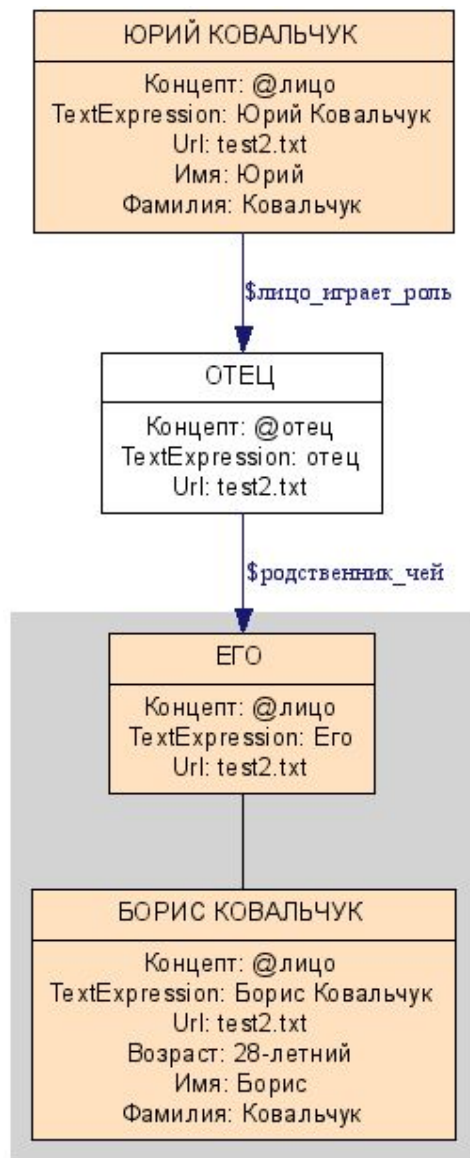 ЮРИЙ КОВАЛЬЧУК
Концепт: @лицо
TextExpression: Юрий Ковальчук
Url: test2.txt
Имя: Юрий
Фамилия: Ковальчук
$лицо_играет_роль
ОТЕЦ
Концепт: @отец
TextExpression: отец
Url: test2.txt
$родственник_чей
ЕГО
Концепт: @лицо
TextExpression: Его
Url: test2.txt
БОРИС КОВАЛЬЧУК
Концепт: @лицо
TextExpression: Борис Ковальчук
Url: test2.txt
Возраст: 28-летний
Имя: Борис
Фамилия: Ковальчук